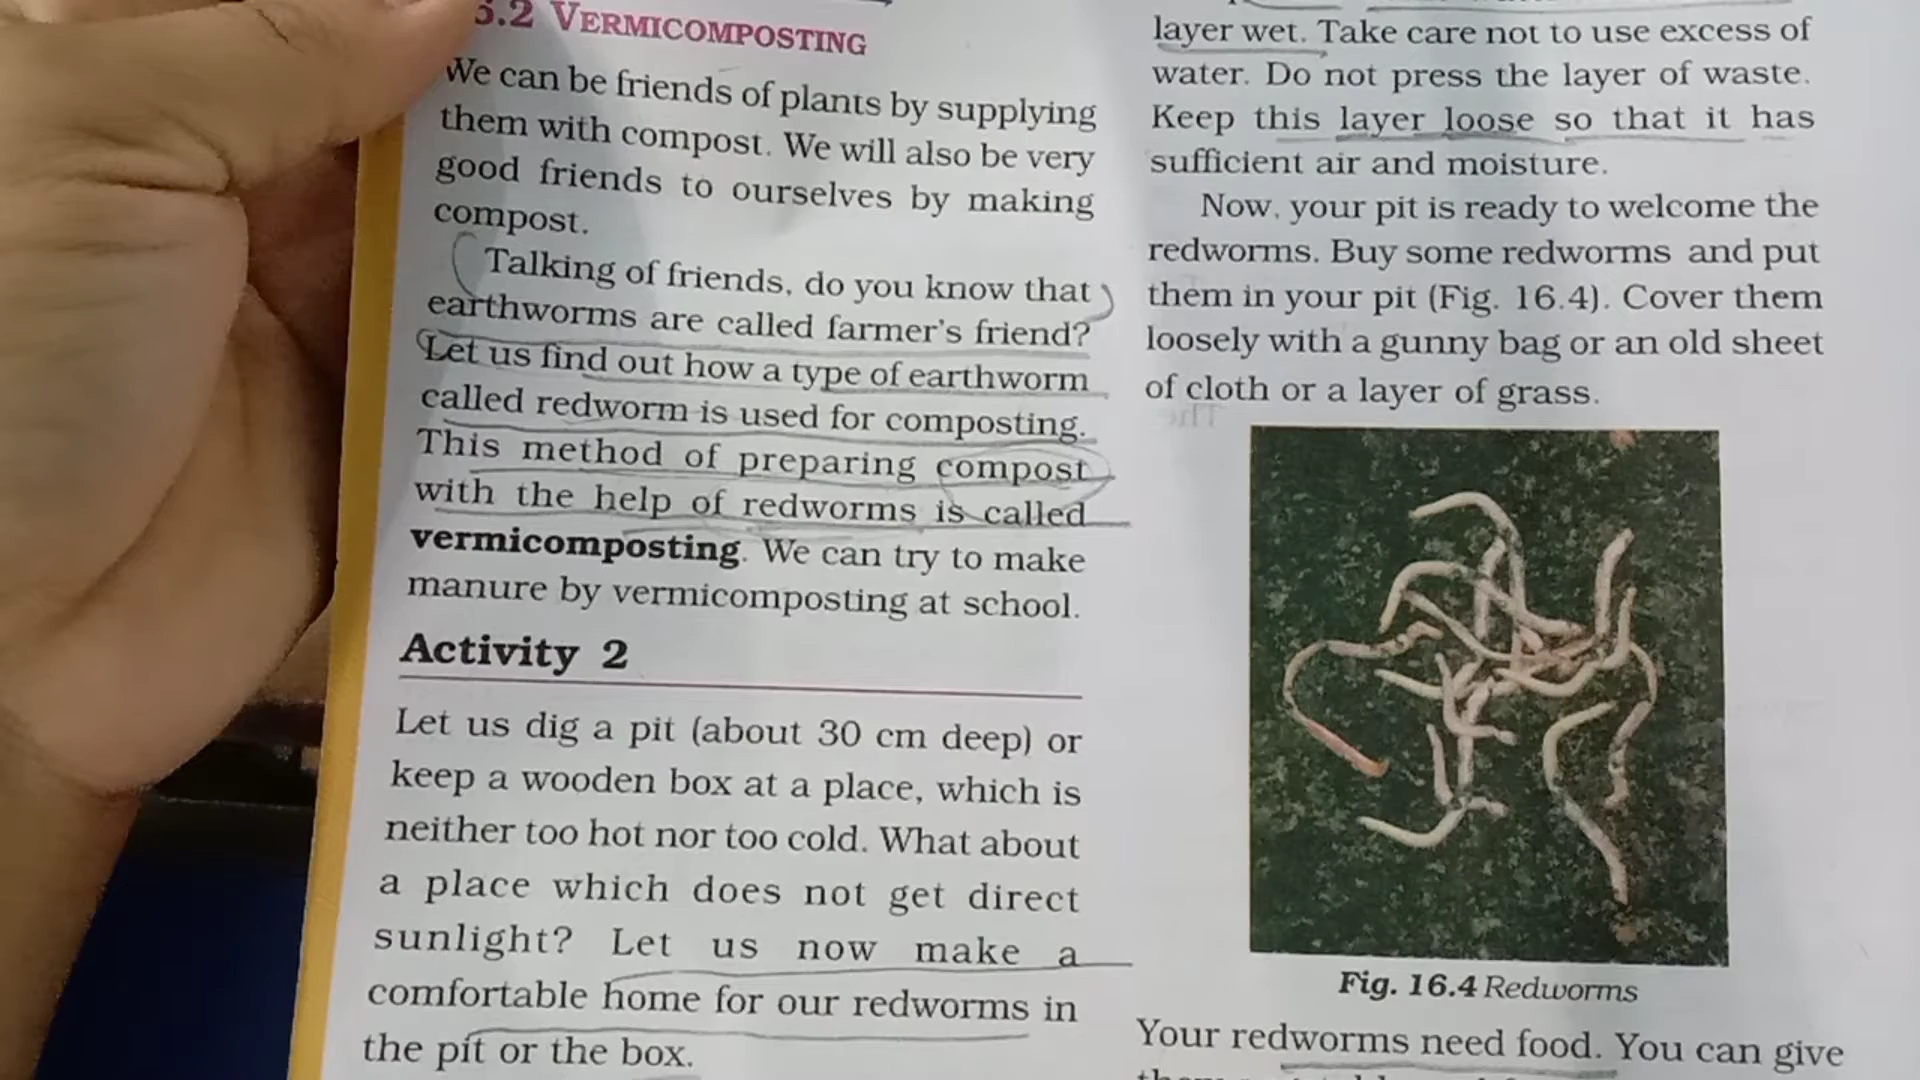 5.2 VERMICOMPOSTING
We can be friends of plants by supplying
them with compost. We will also be very
good friends to ourselves by making
compost.
Talking of friends, do you know that
earthworms are called farmer's friend?
Let us find out how a type of earthworm
called redworm is used for composting.
This method of preparing compost
with the help of redworms is called
vermicomposting. We can try to make
manure by vermicomposting at school.
Activity 2
Let us dig a pit (about 30 cm deep) or
keep a wooden box at a place, which is
neither too hot nor too cold. What about
a place which does not get direct
sunlight? Let us now make a
comfortable home for our redworms in
the pit or the box.
layer wet. Take care not to use excess of
water. Do not press the layer of waste.
Keep this layer loose so that it has
sufficient air and moisture.
Now, your pit is ready to welcome the
redworms. Buy some redworms and put
them in your pit (Fig. 16.4). Cover them
loosely with a gunny bag or an old sheet
of cloth or a layer of grass.
Fig. 16.4 Redworms
Your redworms need food. You can give